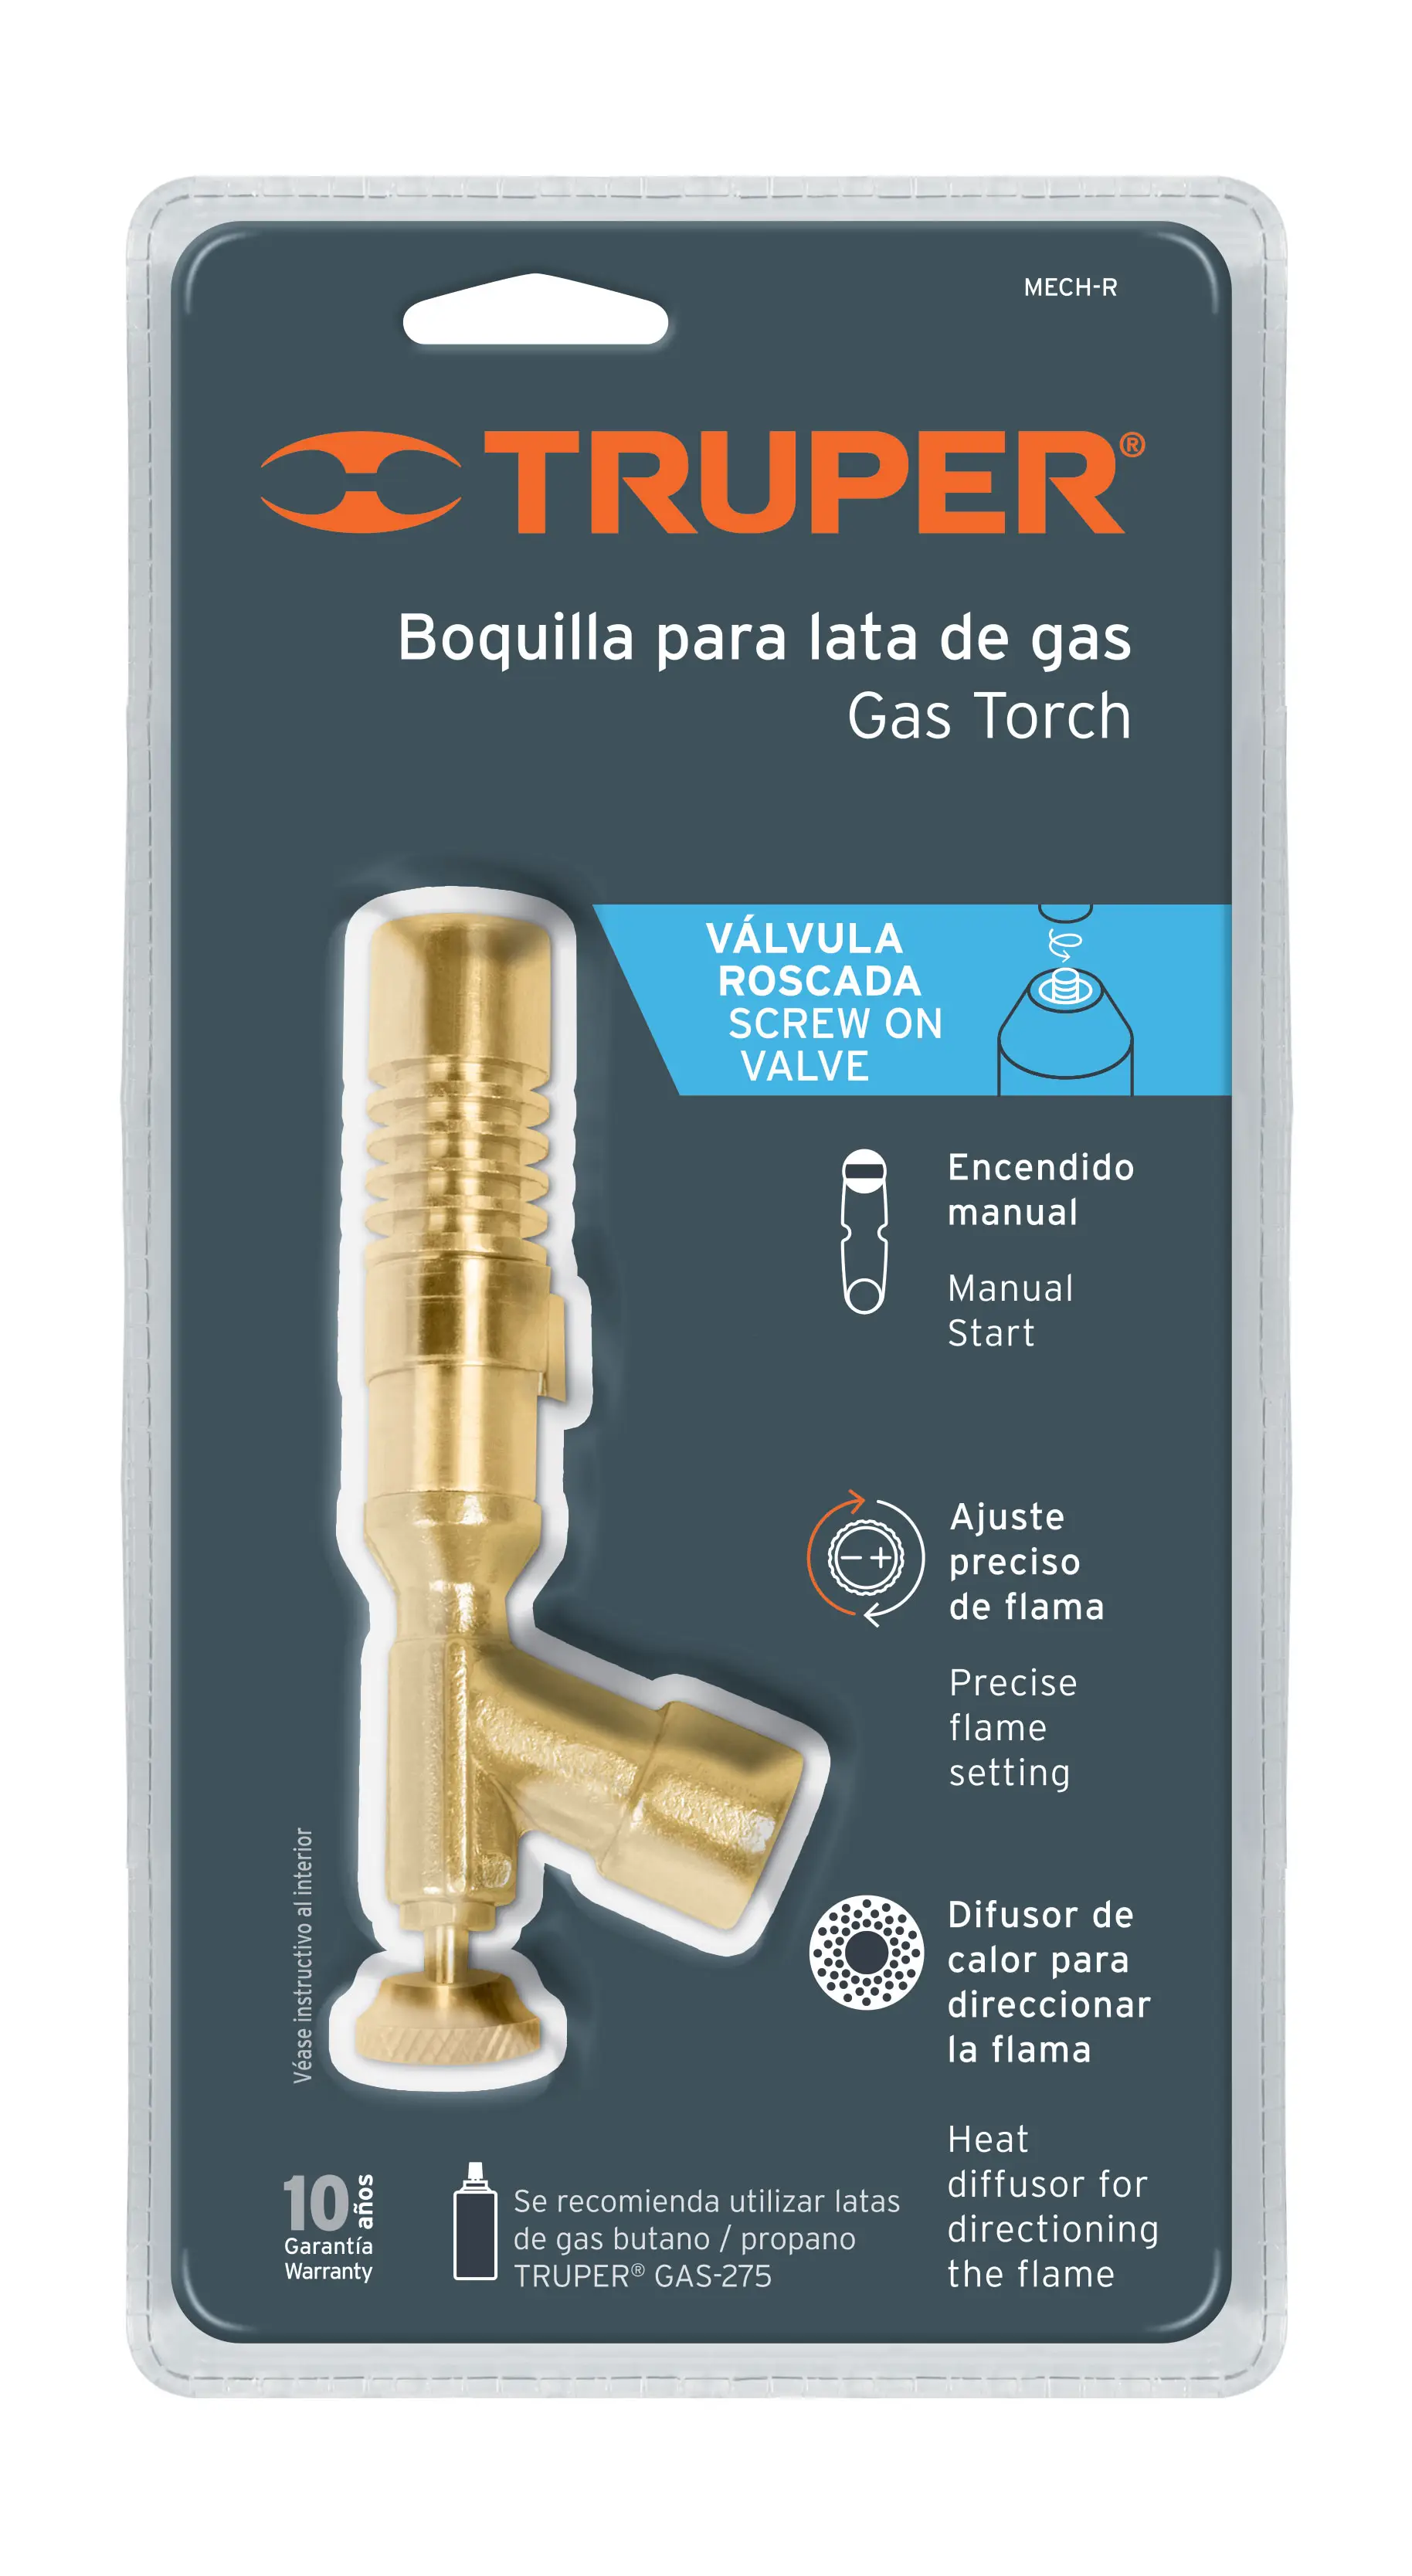 MECH-R
TRUPER®
Boquilla para lata de gas
Gas Torch
VÁLVULA
ROSCADA
SCREW ON
VALVE
Encendido
manual
Manual
Start
Ajuste
preciso
de flama
Precise
flame
setting
Difusor de
calor para
direccionar
la flama
Heat
diffusor for
directioning
the flame
Véase instructivo al interior
10 años
Garantía
Warranty
Se recomienda utilizar latas
de gas butano / propano
TRUPER® GAS-275